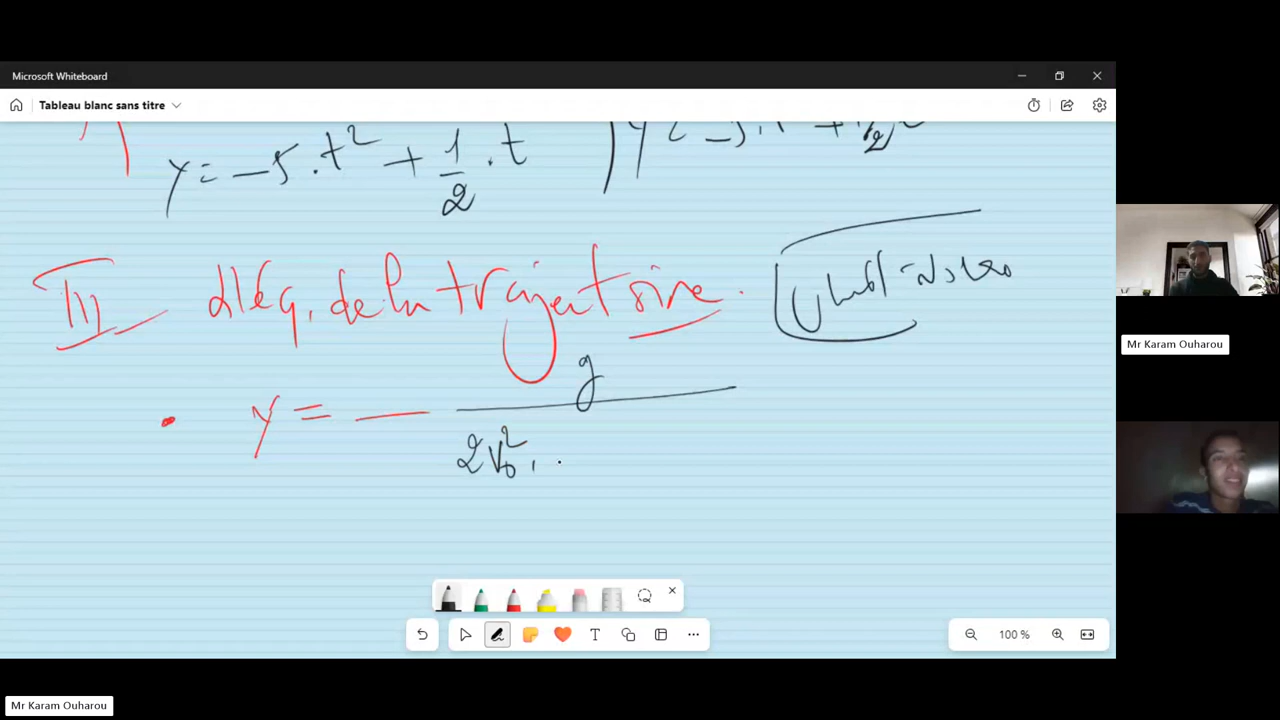 Microsoft Whiteboard
Tableau blanc sans titre
y = -5 . t² + 1/2 . t
III l'éq. de la trajectoire.
Mr Karam Ouharou
• y = - g / 2V₀² .
100 %
Mr Karam Ouharou